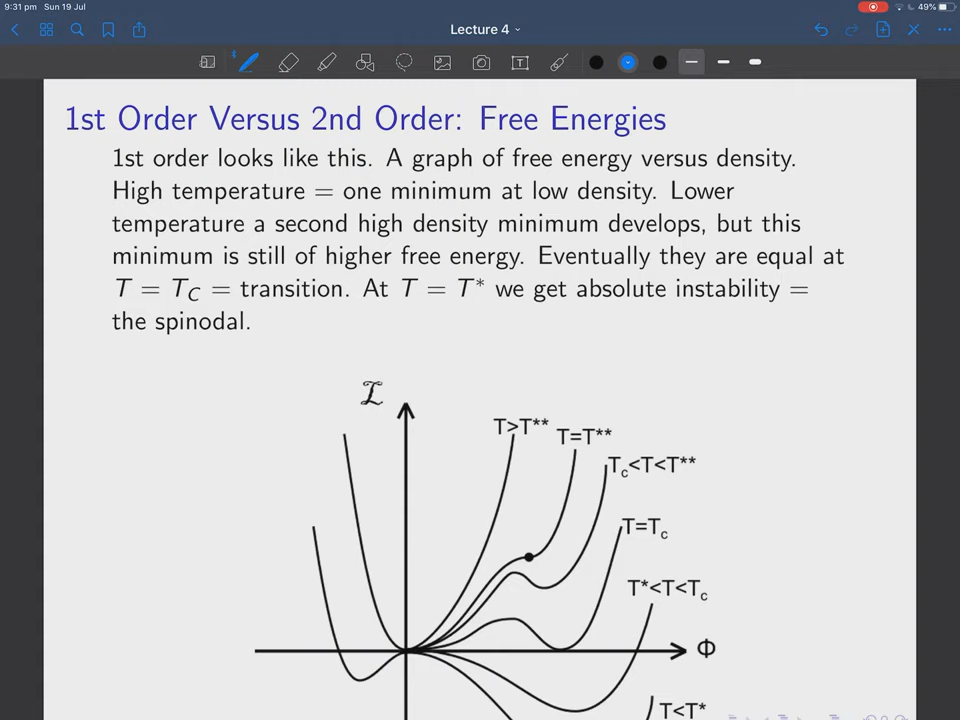 9:31 pm Sun 19 Jul
49%
Lecture 4
T
1st Order Versus 2nd Order: Free Energies
1st order looks like this. A graph of free energy versus density.
High temperature = one minimum at low density. Lower
temperature a second high density minimum develops, but this
minimum is still of higher free energy. Eventually they are equal at
T = T_C = transition. At T = T* we get absolute instability =
the spinodal.
ℐ
T>T**
T=T**
T_c<T<T**
T=T_c
T*<T<T_c
Φ
T<T*